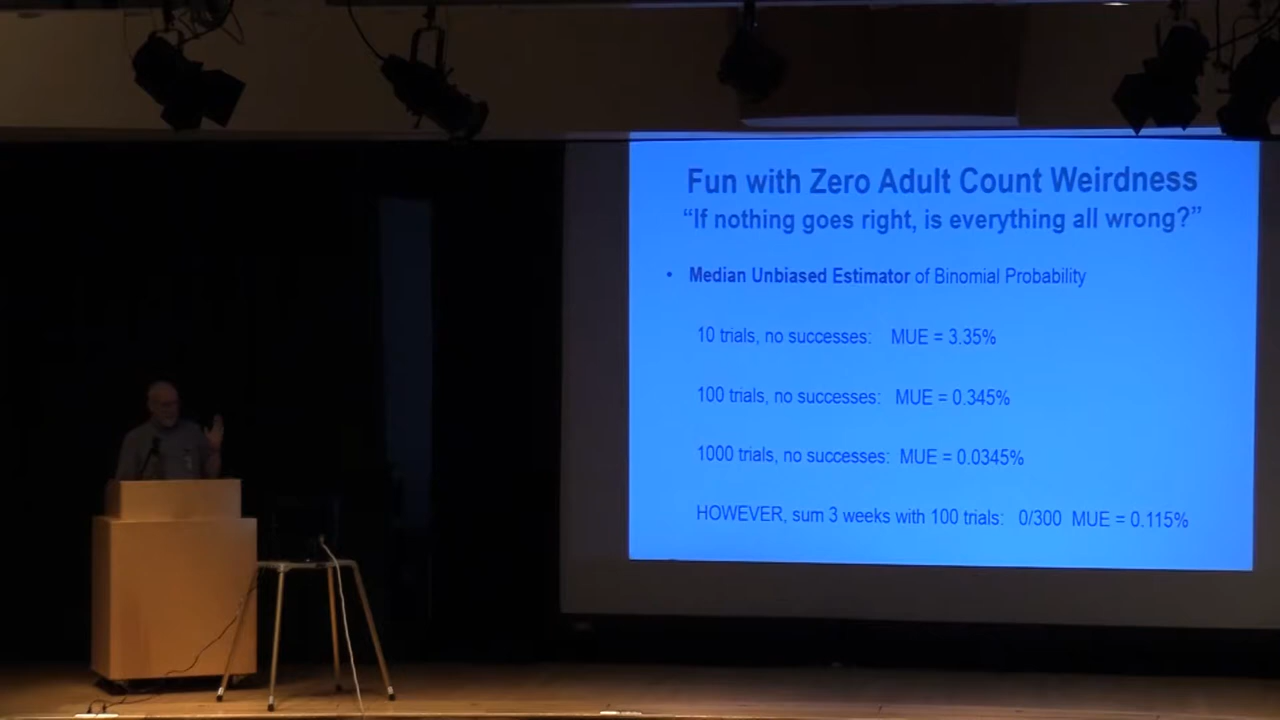 Fun with Zero Adult Count Weirdness
“If nothing goes right, is everything all wrong?”
• Median Unbiased Estimator of Binomial Probability
10 trials, no successes: MUE = 3.35%
100 trials, no successes: MUE = 0.345%
1000 trials, no successes: MUE = 0.0345%
HOWEVER, sum 3 weeks with 100 trials: 0/300 MUE = 0.115%